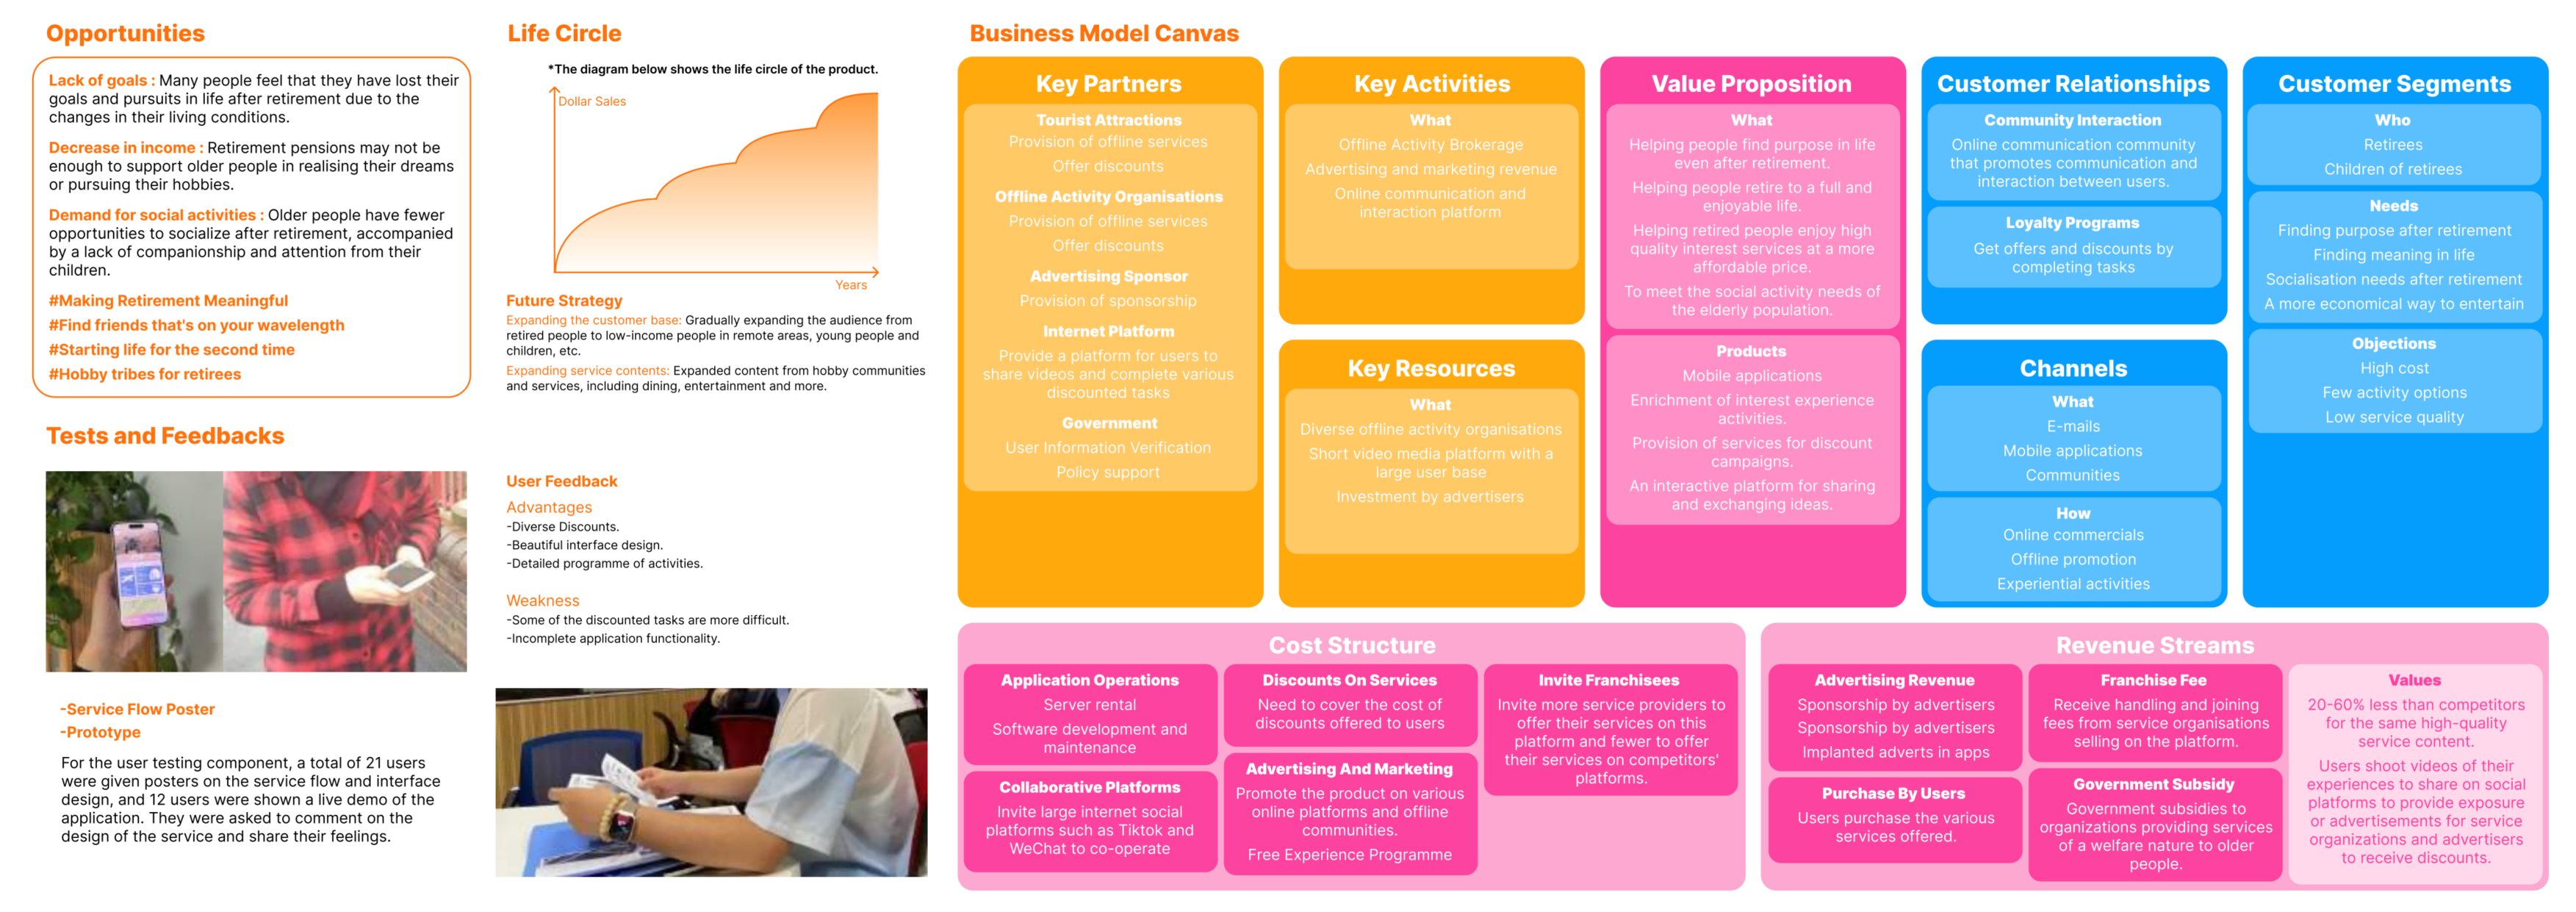 Opportunities
Lack of goals : Many people feel that they have lost their
goals and pursuits in life after retirement due to the
changes in their living conditions.
Decrease in income : Retirement pensions may not be
enough to support older people in realising their dreams
or pursuing their hobbies.
Demand for social activities : Older people have fewer
opportunities to socialize after retirement, accompanied
by a lack of companionship and attention from their
children.
#Making Retirement Meaningful
#Find friends that's on your wavelength
#Starting life for the second time
#Hobby tribes for retirees
Life Circle
*The diagram below shows the life circle of the product.
Dollar Sales
Years
Future Strategy
Expanding the customer base: Gradually expanding the audience from
retired people to low-income people in remote areas, young people and
children, etc.
Expanding service contents: Expanded content from hobby communities
and services, including dining, entertainment and more.
Tests and Feedbacks
-Service Flow Poster
-Prototype
For the user testing component, a total of 21 users
were given posters on the service flow and interface
design, and 12 users were shown a live demo of the
application. They were asked to comment on the
design of the service and share their feelings.
User Feedback
Advantages
-Diverse Discounts.
-Beautiful interface design.
-Detailed programme of activities.
Weakness
-Some of the discounted tasks are more difficult.
-Incomplete application functionality.
Business Model Canvas
Key Partners
Tourist Attractions
Provision of offline services
Offer discounts
Offline Activity Organisations
Provision of offline services
Offer discounts
Advertising Sponsor
Provision of sponsorship
Internet Platform
Provide a platform for users to
share videos and complete various
discounted tasks
Government
User Information Verification
Policy support
Key Activities
What
Offline Activity Brokerage
Advertising and marketing revenue
Online communication and
interaction platform
Key Resources
What
Diverse offline activity organisations
Short video media platform with a
large user base
Investment by advertisers
Value Proposition
What
Helping people find purpose in life
even after retirement.
Helping people retire to a full and
enjoyable life.
Helping retired people enjoy high
quality interest services at a more
affordable price.
To meet the social activity needs of
the elderly population.
Products
Mobile applications
Enrichment of interest experience
activities.
Provision of services for discount
campaigns.
An interactive platform for sharing
and exchanging ideas.
Customer Relationships
Community Interaction
Online communication community
that promotes communication and
interaction between users.
Loyalty Programs
Get offers and discounts by
completing tasks
Channels
What
E-mails
Mobile applications
Communities
How
Online commercials
Offline promotion
Experiential activities
Customer Segments
Who
Retirees
Children of retirees
Needs
Finding purpose after retirement
Finding meaning in life
Socialisation needs after retirement
A more economical way to entertain
Objections
High cost
Few activity options
Low service quality
Cost Structure
Application Operations
Server rental
Software development and
maintenance
Collaborative Platforms
Invite large internet social
platforms such as Tiktok and
WeChat to co-operate
Discounts On Services
Need to cover the cost of
discounts offered to users
Advertising And Marketing
Promote the product on various
online platforms and offline
communities.
Free Experience Programme
Invite Franchisees
Invite more service providers to
offer their services on this
platform and fewer to offer
their services on competitors'
platforms.
Revenue Streams
Advertising Revenue
Sponsorship by advertisers
Sponsorship by advertisers
Implanted adverts in apps
Purchase By Users
Users purchase the various
services offered.
Franchise Fee
Receive handling and joining
fees from service organisations
selling on the platform.
Government Subsidy
Government subsidies to
organizations providing services
of a welfare nature to older
people.
Values
20-60% less than competitors
for the same high-quality
service content.
Users shoot videos of their
experiences to share on social
platforms to provide exposure
or advertisements for service
organizations and advertisers
to receive discounts.